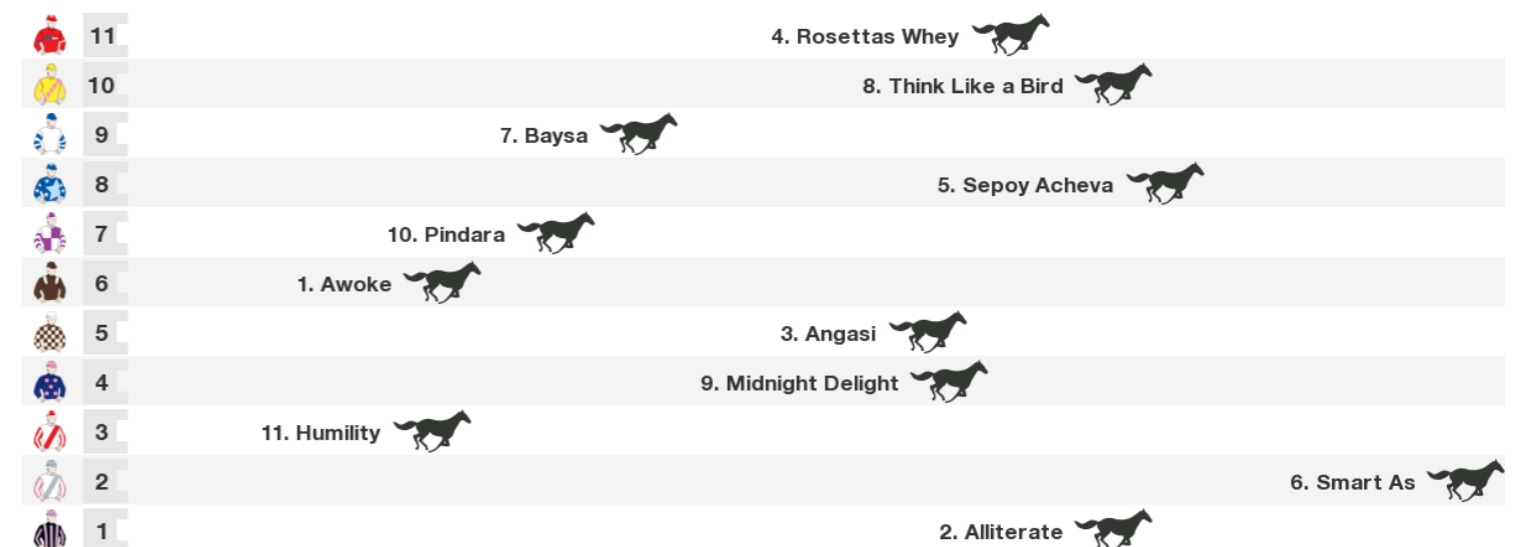 11 4. Rosettas Whey
10 8. Think Like a Bird
9 7. Baysa
8 5. Sepoy Acheva
7 10. Pindara
6 1. Awoke
5 3. Angasi
4 9. Midnight Delight
3 11. Humility
2 6. Smart As
1 2. Alliterate